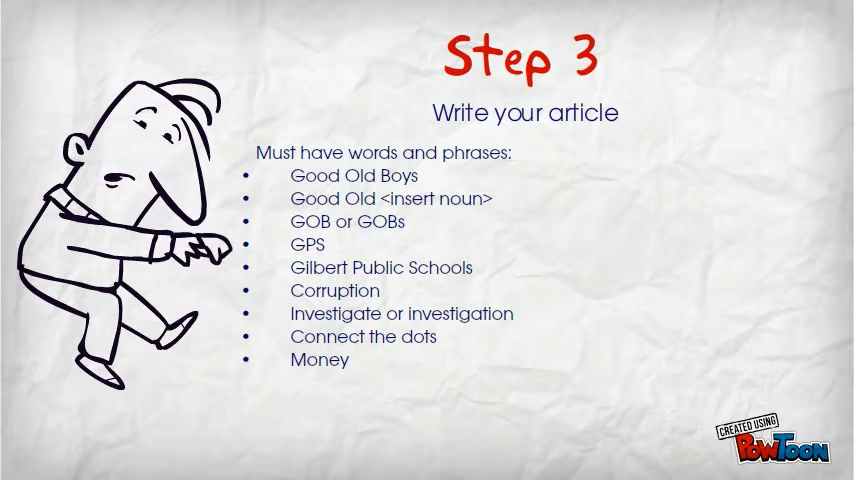 Step 3
Write your article
Must have words and phrases:
• Good Old Boys
• Good Old <insert noun>
• GOB or GOBs
• GPS
• Gilbert Public Schools
• Corruption
• Investigate or investigation
• Connect the dots
• Money
CREATED USING
POWTOON